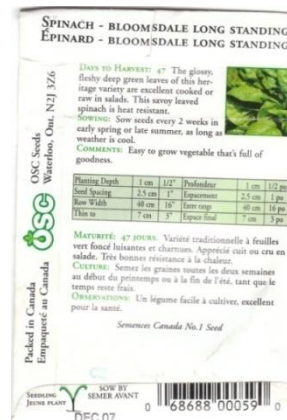 SPINACH - BLOOMSDALE LONG STANDING
ÉPINARD - BLOOMSDALE LONG STANDING
DAYS TO HARVEST: 47 The glossy,
fleshy deep green leaves of this her-
itage variety are excellent cooked or
raw in salads. This savoy leaved
spinach is heat resistant.
SOWING: Sow seeds every 2 weeks in
early spring or late summer, as long as
weather is cool.
COMMENTS: Easy to grow vegetable that's full of
goodness.
Planting Depth 1 cm 1/2" Profondeur 1 cm 1/2 po
Seed Spacing 2.5 cm 1" Espacement 2.5 cm 1 po
Row Width 40 cm 16" Entre rangs 40 cm 16 po
Thin to 7 cm 3" Espace final 7 cm 3 po
MATURITÉ: 47 JOURS. Variété traditionnelle à feuilles
vert foncé luisantes et charnues. Apprécié cuit ou cru en
salade. Très bonnes résistance à la chaleur.
CULTURE: Semez les graines toutes les deux semaines
au début du printemps ou à la fin de l'été, tant que le
temps reste frais.
OBSERVATIONS: Un légume facile à cultiver, excellent
pour la santé.
Semences Canada No.1 Seed
OSC Seeds
Waterloo, Ont. N2J 3Z6
OSC
Packed in Canada
Empaqueté au Canada
SEEDLING
JEUNE PLANT
SOW BY
SEMER AVANT
DEC 07
0 68688 00059 0